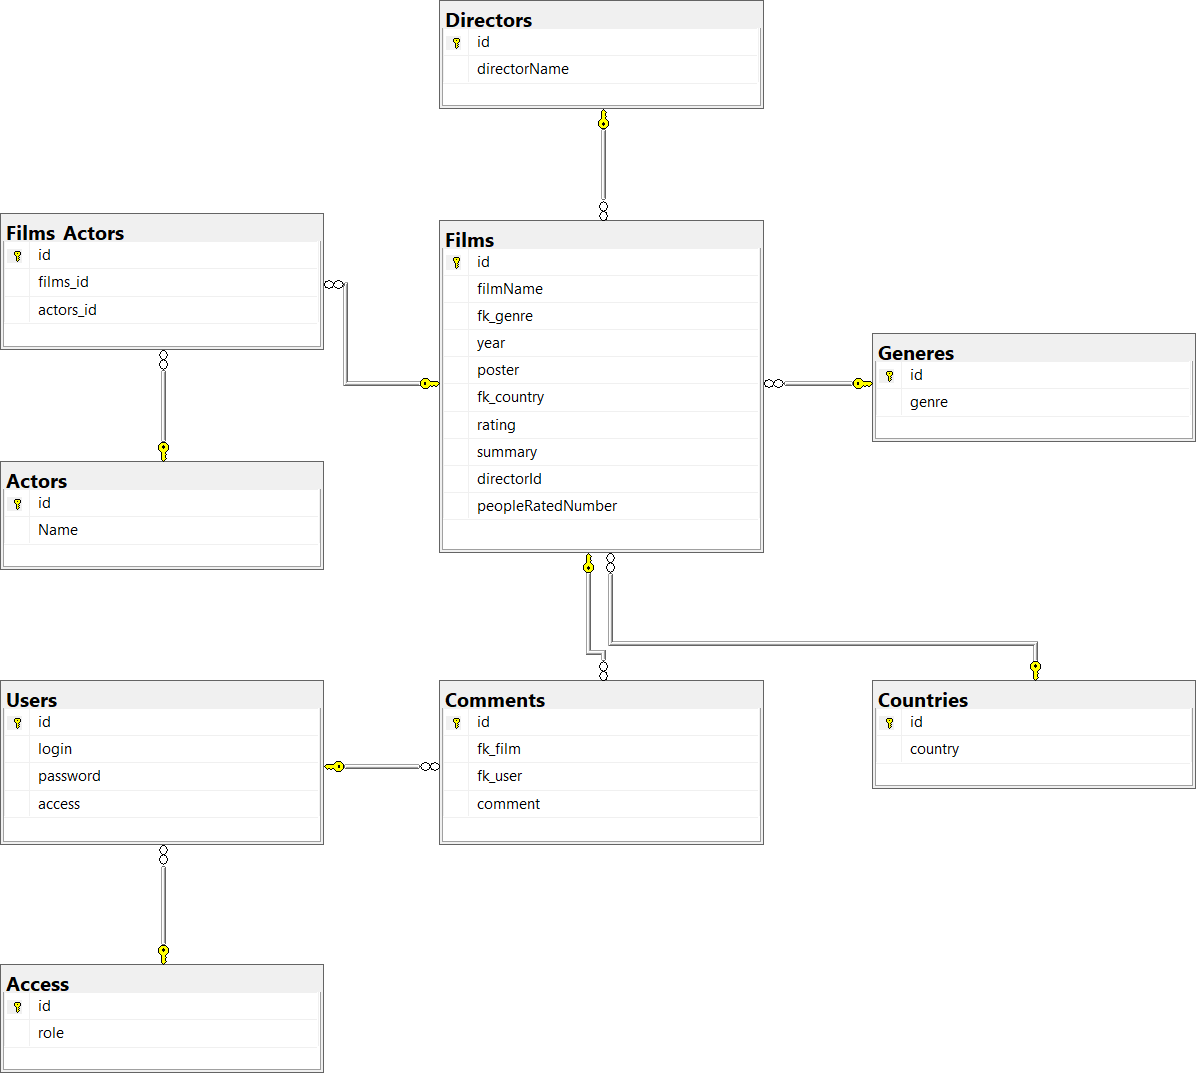 Directors
id
directorName
Films_Actors
id
films_id
actors_id
Films
id
filmName
fk_genre
year
poster
fk_country
rating
summary
directorId
peopleRatedNumber
Generes
id
genre
Actors
id
Name
Users
id
login
password
access
Comments
id
fk_film
fk_user
comment
Countries
id
country
Access
id
role